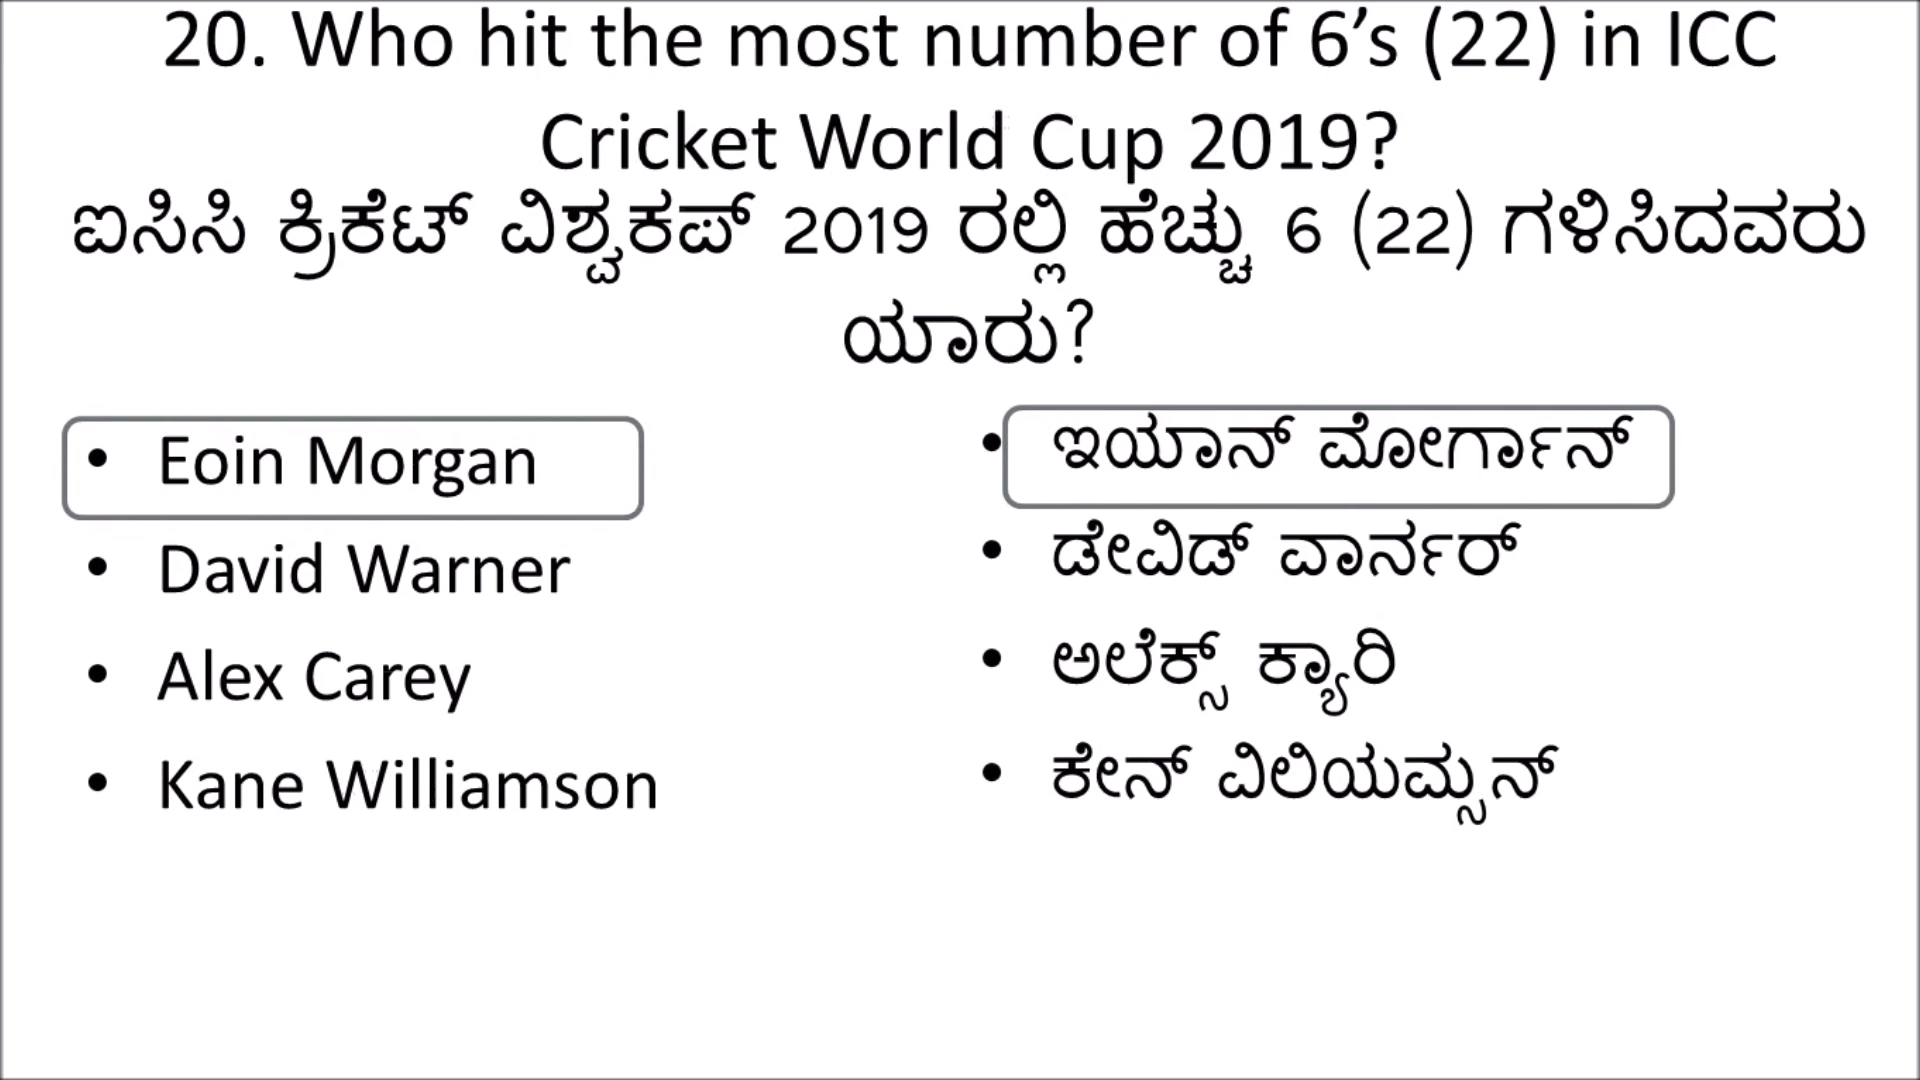 20. Who hit the most number of 6’s (22) in ICC
Cricket World Cup 2019?
ಐಸಿಸಿ ಕ್ರಿಕೆಟ್ ವಿಶ್ವಕಪ್ 2019 ರಲ್ಲಿ ಹೆಚ್ಚು 6 (22) ಗಳಿಸಿದವರು
ಯಾರು?
• Eoin Morgan
• David Warner
• Alex Carey
• Kane Williamson
• ಇಯಾನ್ ಮೋರ್ಗಾನ್
• ಡೇವಿಡ್ ವಾರ್ನರ್
• ಅಲೆಕ್ಸ್ ಕ್ಯಾರಿ
• ಕೇನ್ ವಿಲಿಯಮ್ಸನ್